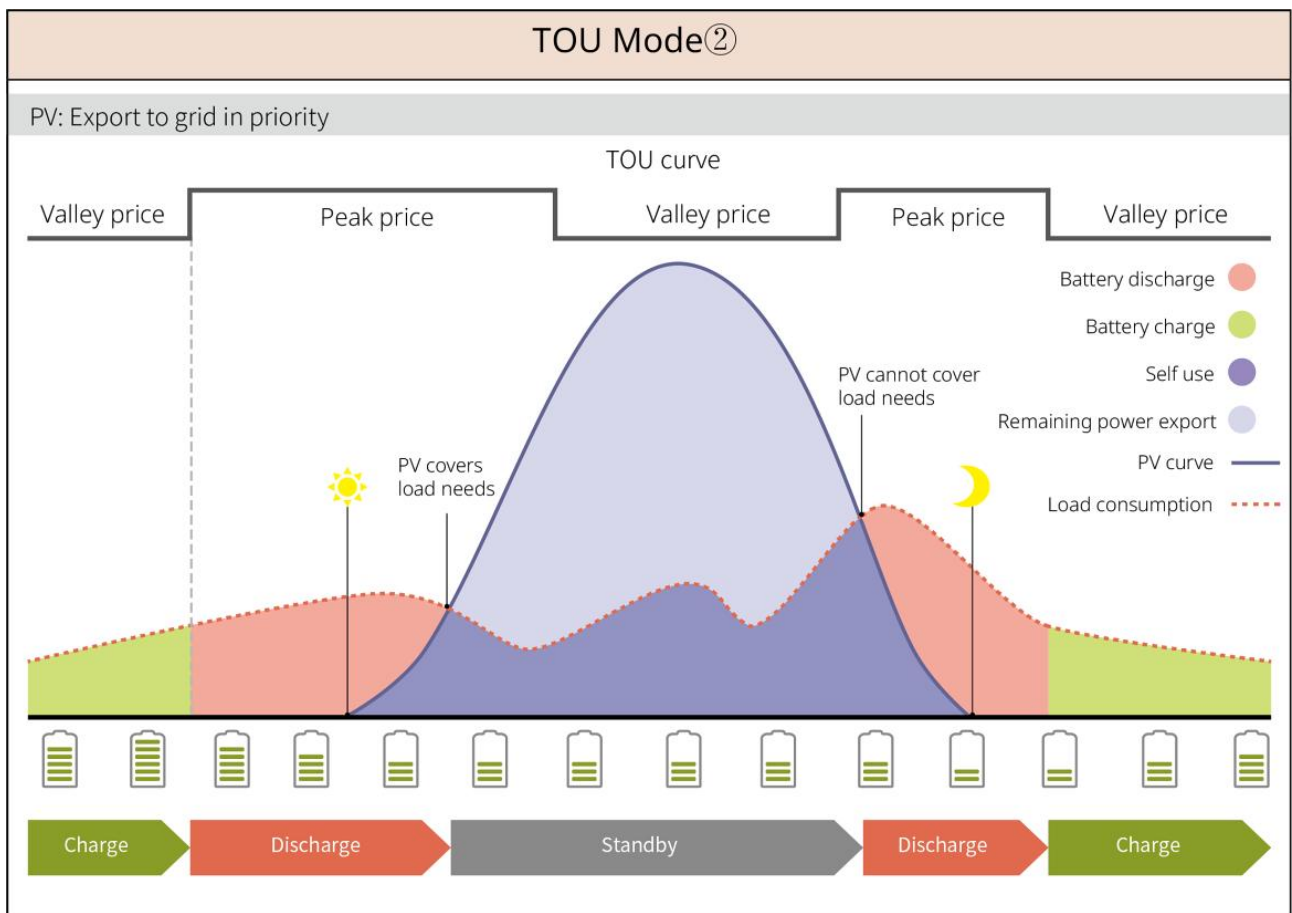 TOU Mode②
PV: Export to grid in priority
TOU curve
Valley price
Peak price
Valley price
Peak price
Valley price
Battery discharge
Battery charge
Self use
Remaining power export
PV curve
Load consumption
PV cannot cover
load needs
PV covers
load needs
Charge
Discharge
Standby
Discharge
Charge